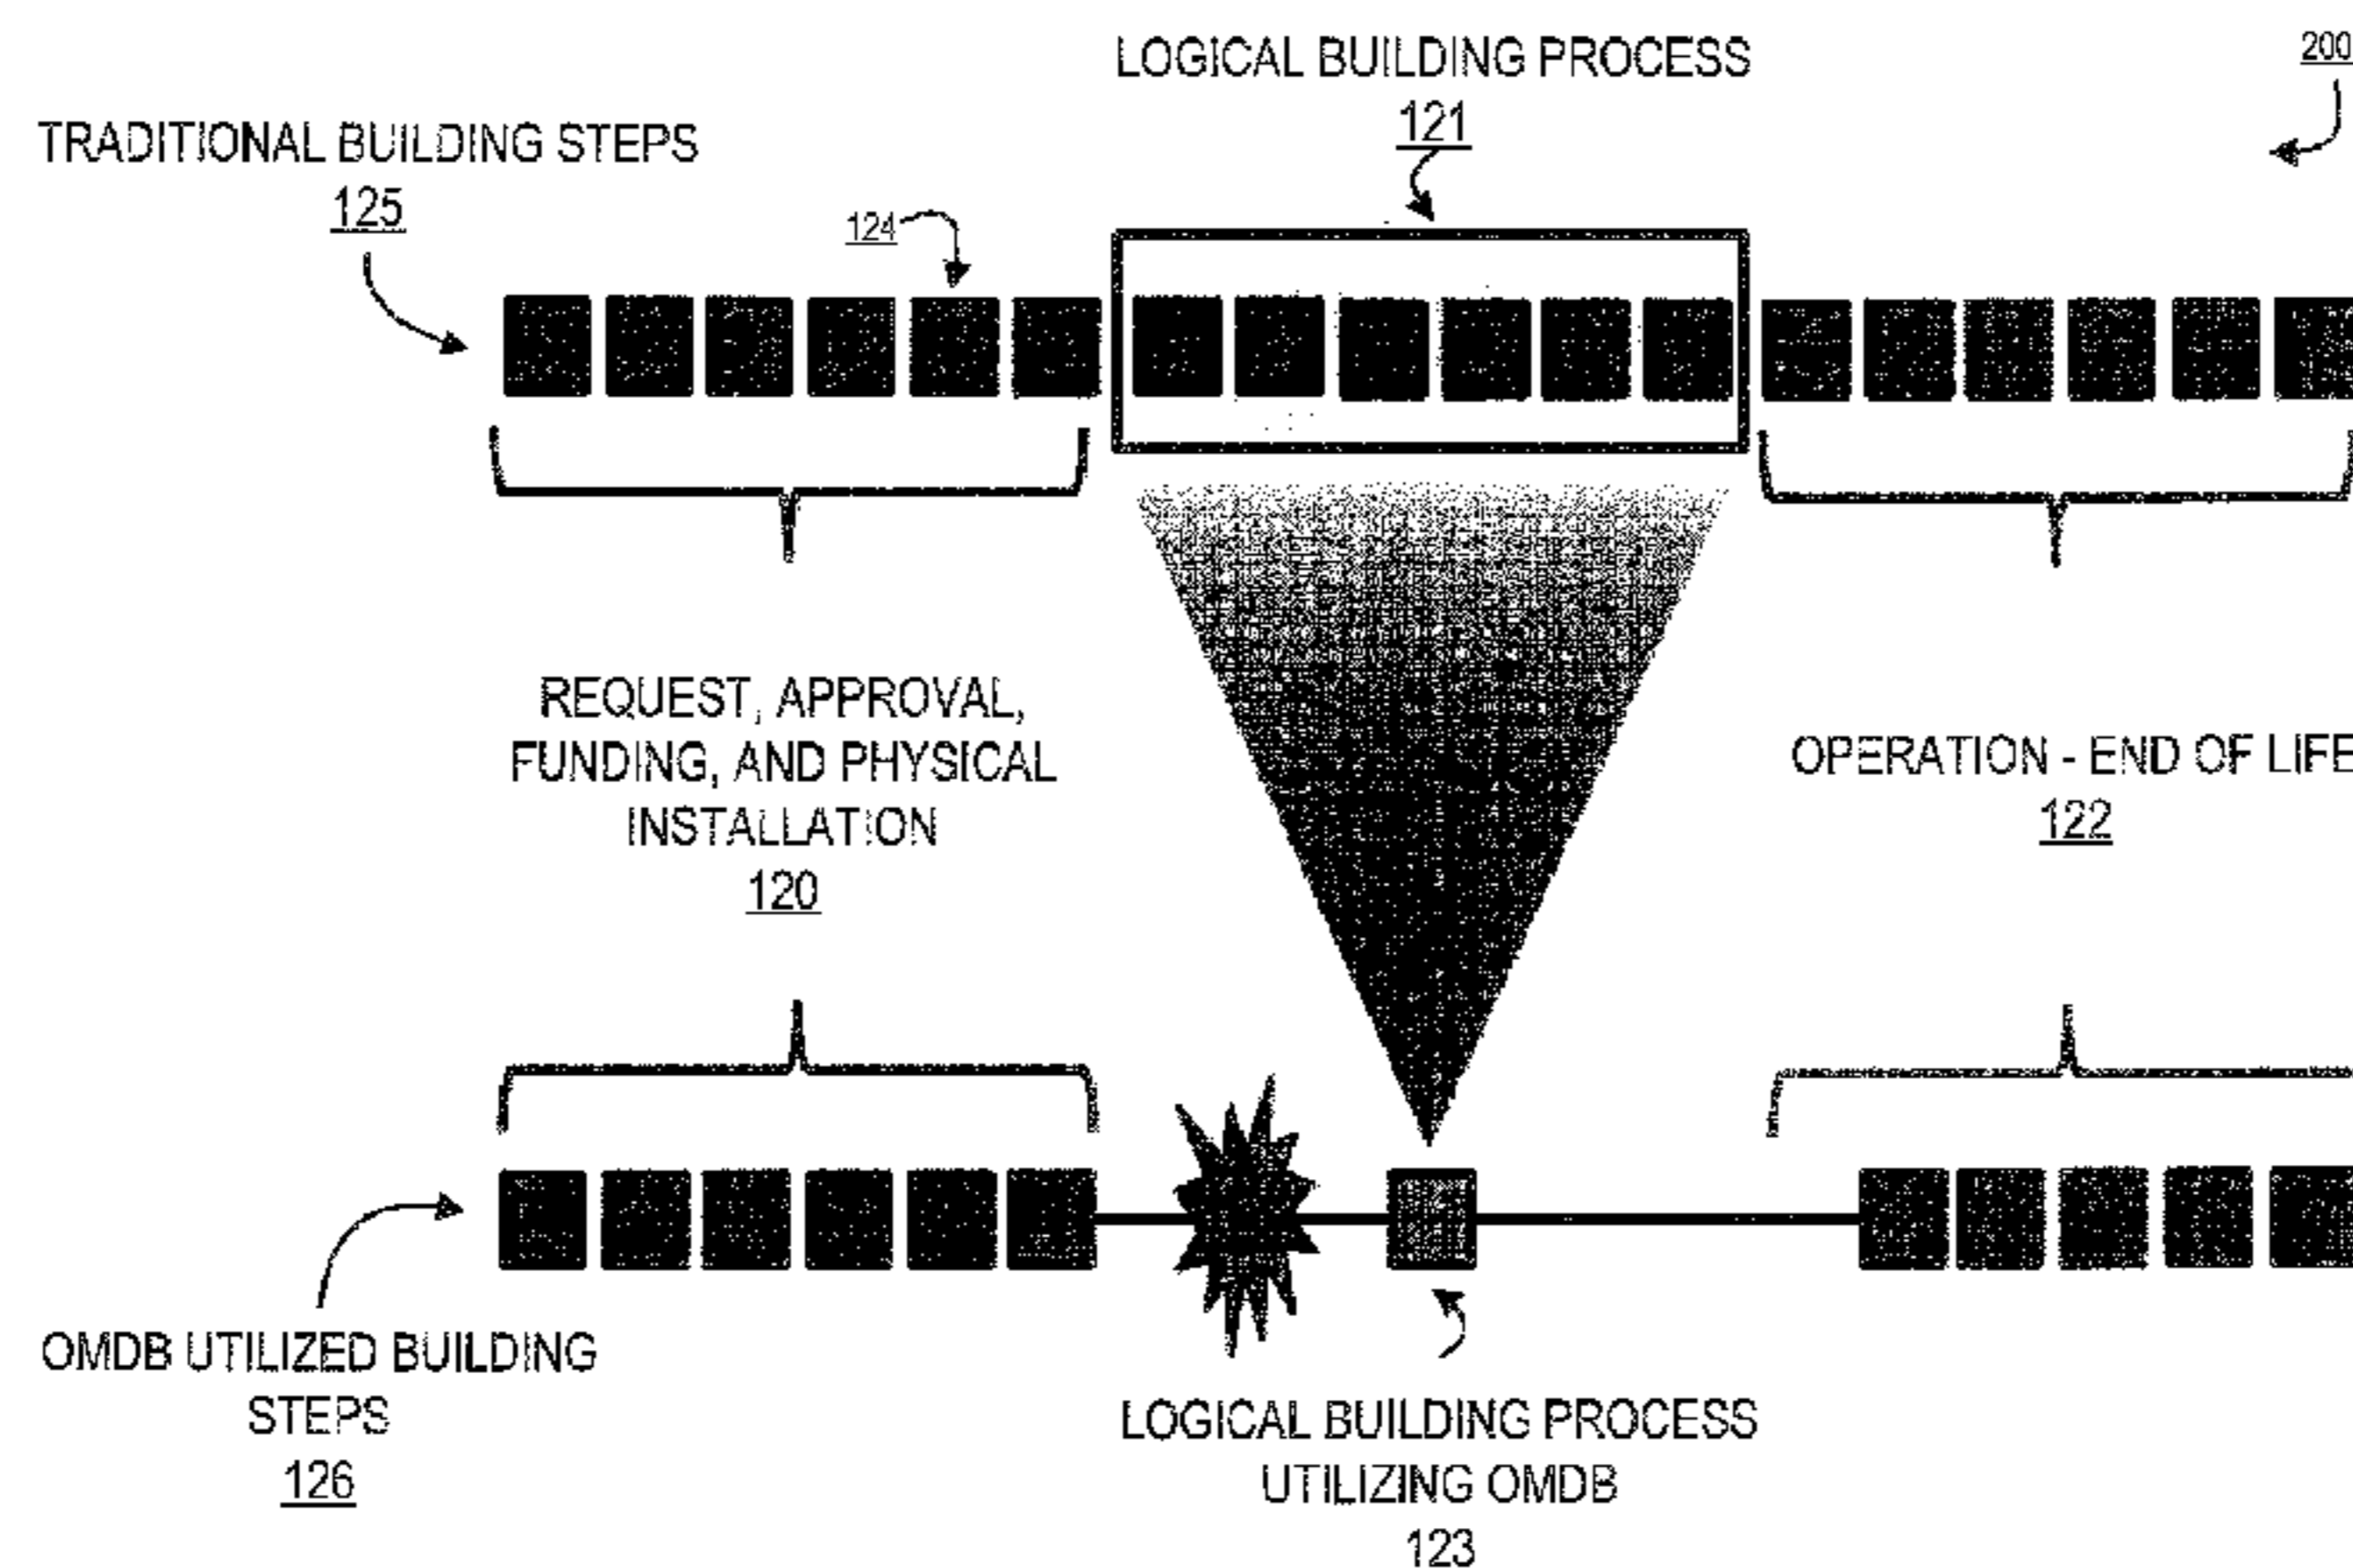 LOGICAL BUILDING PROCESS
121
200
TRADITIONAL BUILDING STEPS
125
124
REQUEST, APPROVAL,
FUNDING, AND PHYSICAL
INSTALLATION
120
OPERATION - END OF LIFE
122
OMDB UTILIZED BUILDING
STEPS
126
LOGICAL BUILDING PROCESS
UTILIZING OMDB
123